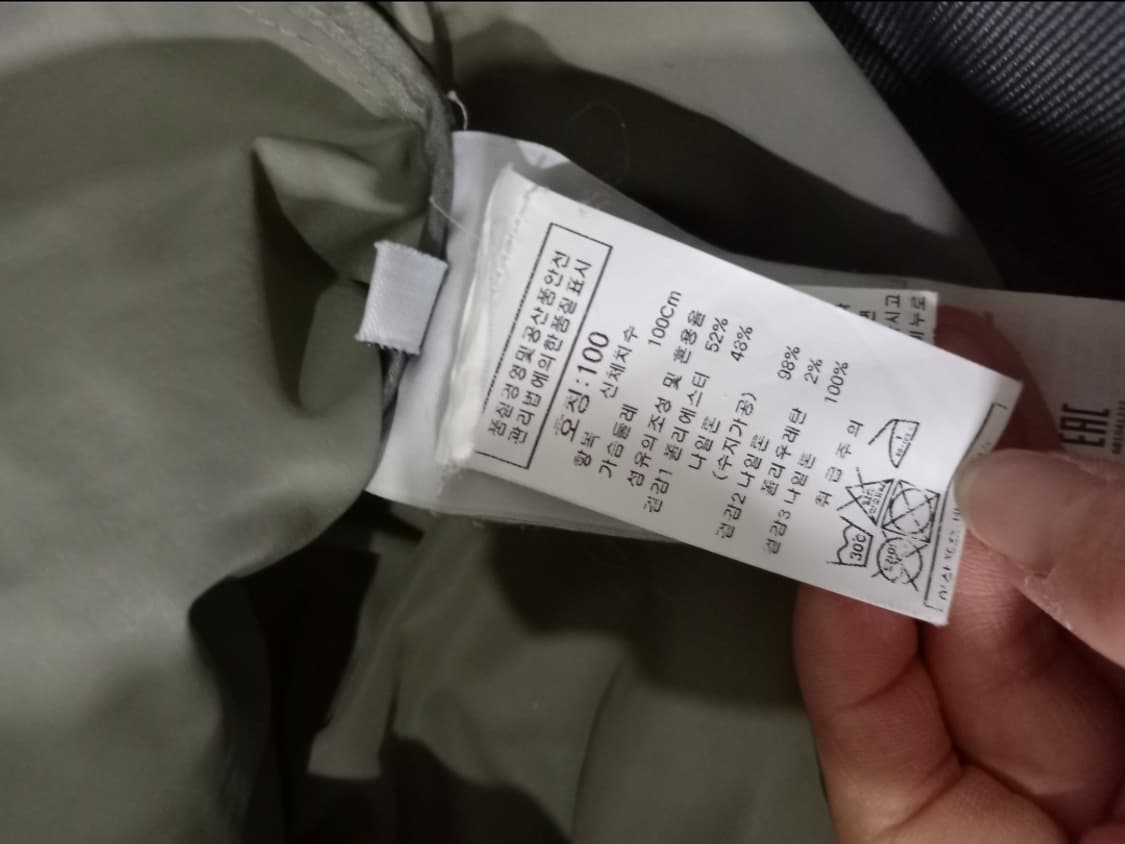 품질경영및공산품안전
관리법에의한품질표시
호칭:100
항목 신체치수
가슴둘레 100Cm
섬유의조성 및 혼용율
겉감1 폴리에스터 52%
나일론 48%
(수지가공)
겉감2 나일론 98%
폴리우레탄 2%
겉감3 나일론 100%
취 급 주 의
30℃
EAC